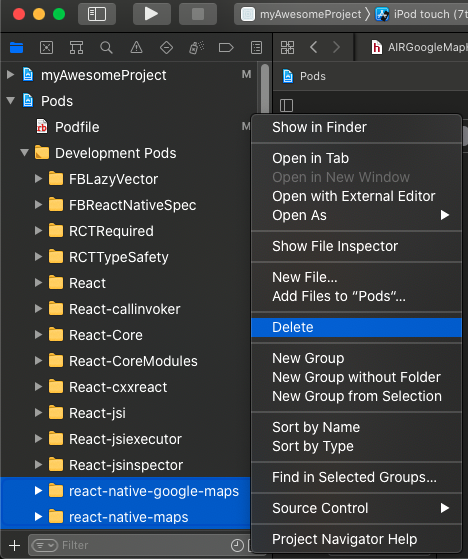 myAwesomeProject iPod touch (7t
AIRGoogleMap
myAwesomeProject M
Pods
Pods
Podfile M
Development Pods
FBLazyVector
FBReactNativeSpec
RCTRequired
RCTTypeSafety
React
React-callinvoker
React-Core
React-CoreModules
React-cxxreact
React-jsi
React-jsiexecutor
React-jsinspector
react-native-google-maps
react-native-maps
Filter
Show in Finder
Open in Tab
Open in New Window
Open with External Editor
Open As
Show File Inspector
New File...
Add Files to “Pods”...
Delete
New Group
New Group without Folder
New Group from Selection
Sort by Name
Sort by Type
Find in Selected Groups...
Source Control
Project Navigator Help